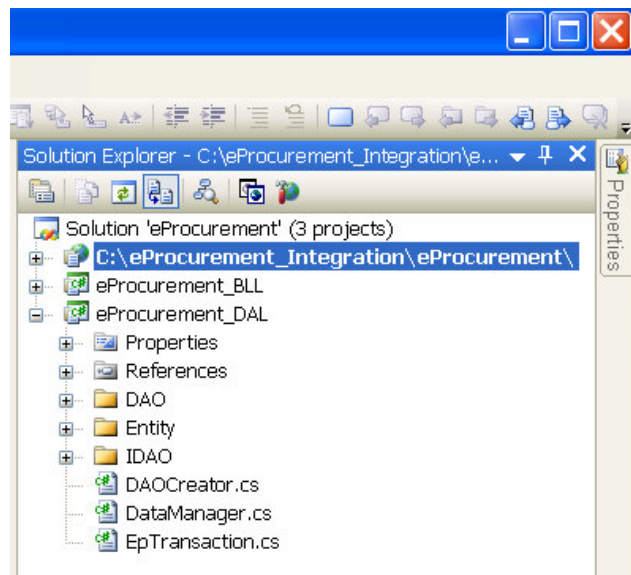 Solution Explorer - C:\eProcurement_Integration\e...
Properties
Solution 'eProcurement' (3 projects)
C:\eProcurement_Integration\eProcurement\
eProcurement_BLL
eProcurement_DAL
Properties
References
DAO
Entity
IDAO
DAOCreator.cs
DataManager.cs
EpTransaction.cs